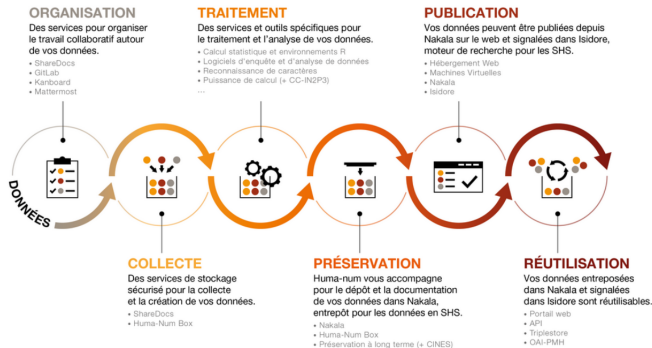 ORGANISATION
Des services pour organiser
le travail collaboratif autour
de vos données.
• ShareDocs
• GitLab
• Kanboard
• Mattermost
TRAITEMENT
Des services et outils spécifiques pour
le traitement et l'analyse de vos données.
• Calcul statistique et environnements R
• Logiciels d'enquête et d'analyse de données
• Reconnaissance de caractères
• Puissance de calcul (+ CC-IN2P3)
...
PUBLICATION
Vos données peuvent être publiées depuis
Nakala sur le web et signalées dans Isidore,
moteur de recherche pour les SHS.
• Hébergement Web
• Machines Virtuelles
• Nakala
• Isidore
DONNÉES
COLLECTE
Des services de stockage
sécurisé pour la collecte
et la création de vos données.
• ShareDocs
• Huma-Num Box
PRÉSERVATION
Huma-num vous accompagne
pour le dépôt et la documentation
de vos données dans Nakala,
entrepôt pour les données en SHS.
• Nakala
• Huma-Num Box
• Préservation à long terme (+ CINES)
RÉUTILISATION
Vos données entreposées
dans Nakala et signalées
dans Isidore sont réutilisables.
• Portail web
• API
• Triplestore
• OAI-PMH